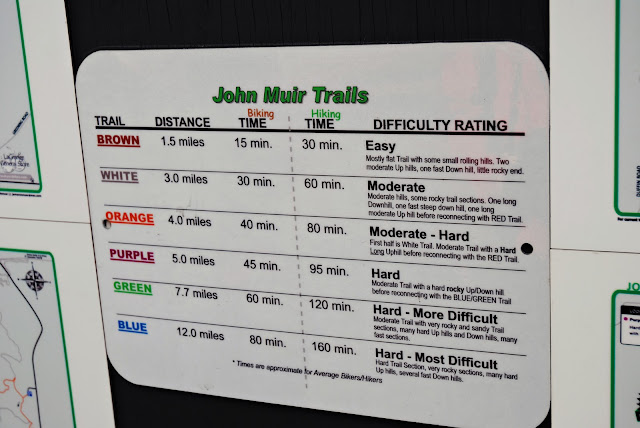 John Muir Trails
Biking Hiking
TRAIL DISTANCE TIME TIME DIFFICULTY RATING
BROWN 1.5 miles 15 min. 30 min. Easy
Mostly flat Trail with some small rolling hills. Two
moderate Up hills, one fast Down hill, little rocky end.
WHITE 3.0 miles 30 min. 60 min. Moderate
Moderate hills, some rocky trail sections. One long
Downhill, one fast steep down hill, one long
moderate Up hill before reconnecting with RED Trail.
ORANGE 4.0 miles 40 min. 80 min. Moderate - Hard
First half is White Trail. Moderate Trail with a Hard
Long Uphill before reconnecting with the RED Trail.
PURPLE 5.0 miles 45 min. 95 min. Hard
Moderate Trail with a hard rocky Up/Down hill
before reconnecting with the BLUE/GREEN Trail
GREEN 7.7 miles 60 min. 120 min. Hard - More Difficult
Moderate Trail with very rocky and sandy Trail
sections, many hard Up hills and Down hills, many
fast sections.
BLUE 12.0 miles 80 min. 160 min. Hard - Most Difficult
Hard Trail Section, very rocky sections, many hard
Up hills, several fast Down hills.
* Times are approximate for Average Bikers/Hikers
JO